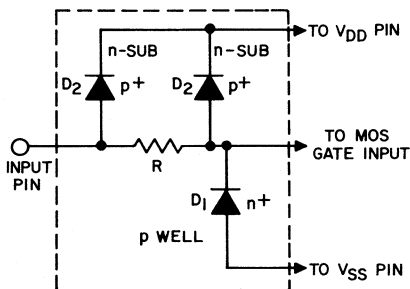 TO VDD PIN
n-SUB n-SUB
D2 p+ D2 p+
TO MOS
GATE INPUT
INPUT
PIN
R
D1 n+
p WELL
TO VSS PIN